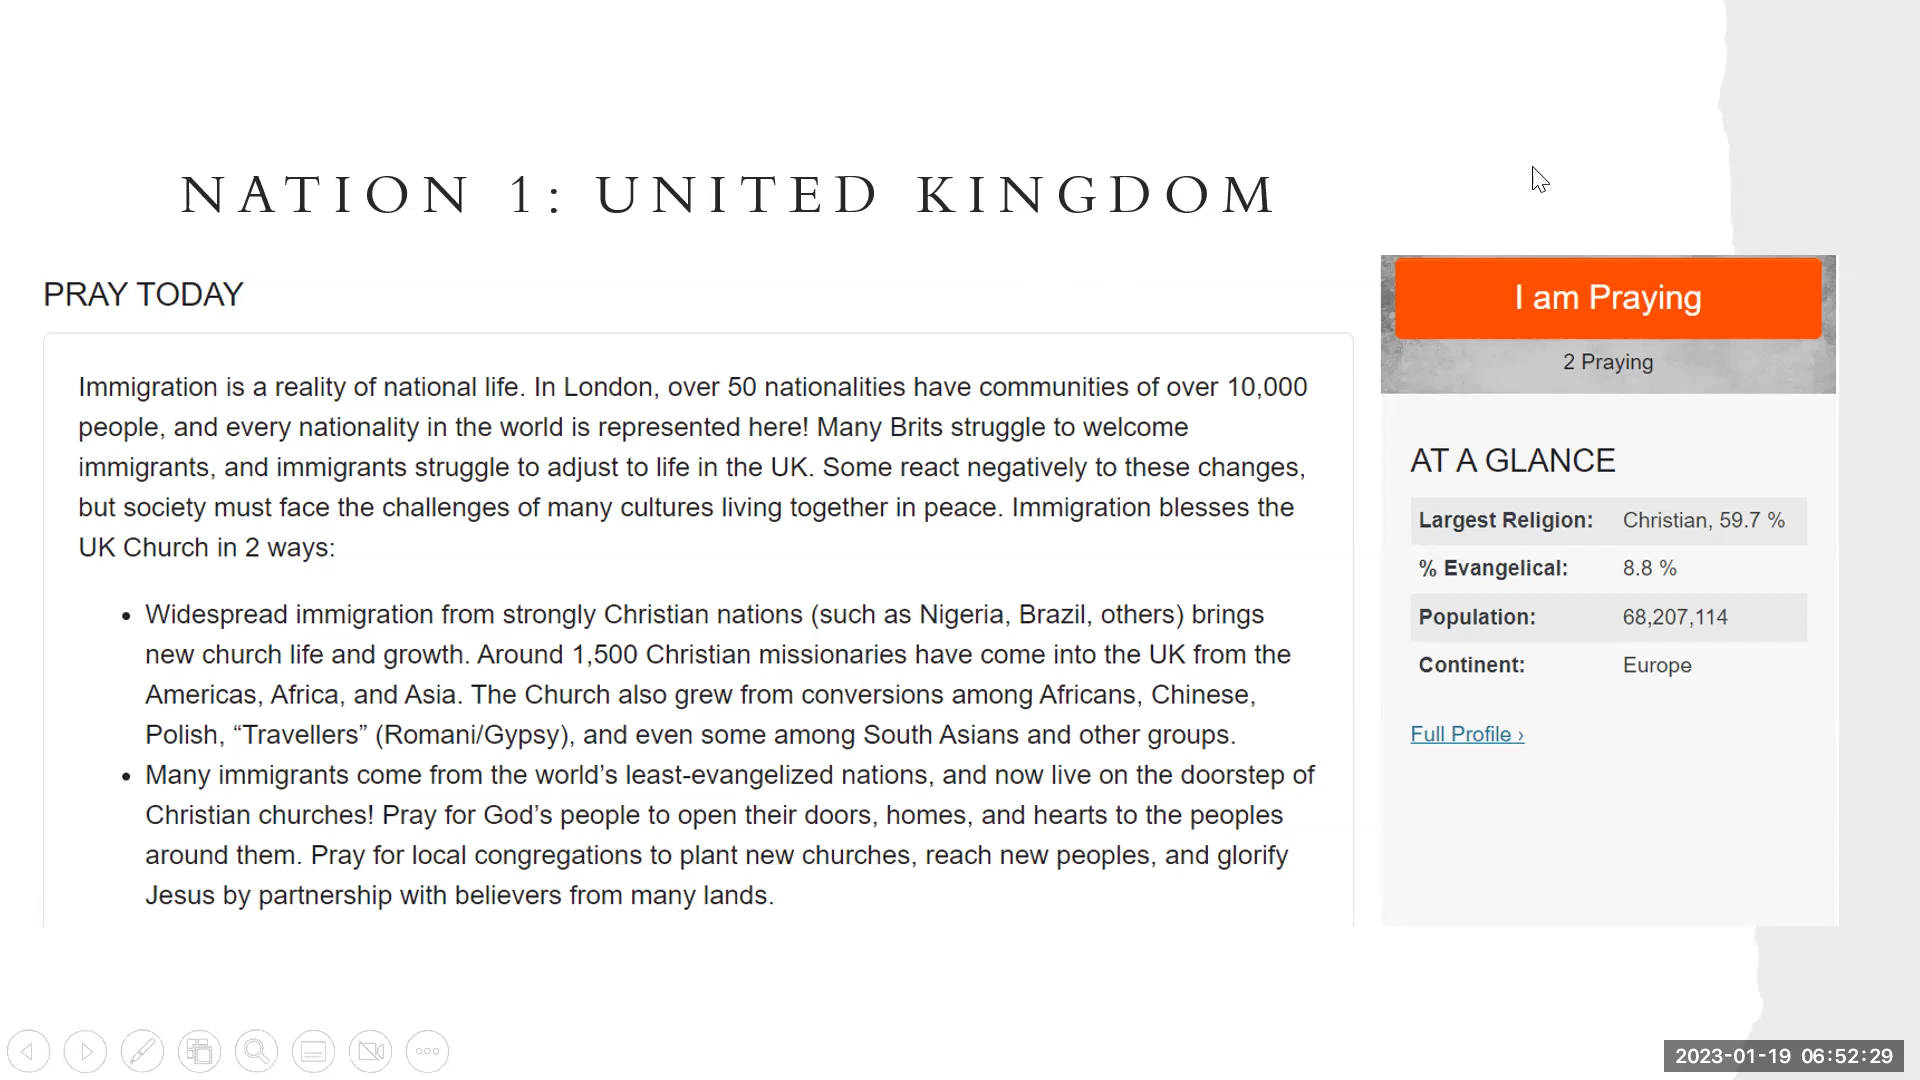 NATION 1: UNITED KINGDOM
PRAY TODAY
Immigration is a reality of national life. In London, over 50 nationalities have communities of over 10,000
people, and every nationality in the world is represented here! Many Brits struggle to welcome
immigrants, and immigrants struggle to adjust to life in the UK. Some react negatively to these changes,
but society must face the challenges of many cultures living together in peace. Immigration blesses the
UK Church in 2 ways:
• Widespread immigration from strongly Christian nations (such as Nigeria, Brazil, others) brings
new church life and growth. Around 1,500 Christian missionaries have come into the UK from the
Americas, Africa, and Asia. The Church also grew from conversions among Africans, Chinese,
Polish, “Travellers” (Romani/Gypsy), and even some among South Asians and other groups.
• Many immigrants come from the world’s least-evangelized nations, and now live on the doorstep of
Christian churches! Pray for God’s people to open their doors, homes, and hearts to the peoples
around them. Pray for local congregations to plant new churches, reach new peoples, and glorify
Jesus by partnership with believers from many lands.
I am Praying
2 Praying
AT A GLANCE
Largest Religion: Christian, 59.7 %
% Evangelical: 8.8 %
Population: 68,207,114
Continent: Europe
Full Profile ›
2023-01-19 06:52:29